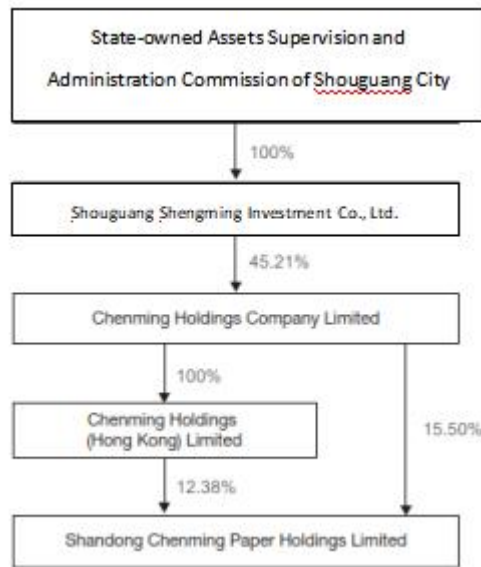 State-owned Assets Supervision and
Administration Commission of Shouguang City
100%
Shouguang Shengming Investment Co., Ltd.
45.21%
Chenming Holdings Company Limited
100%
Chenming Holdings
(Hong Kong) Limited
15.50%
12.38%
Shandong Chenming Paper Holdings Limited